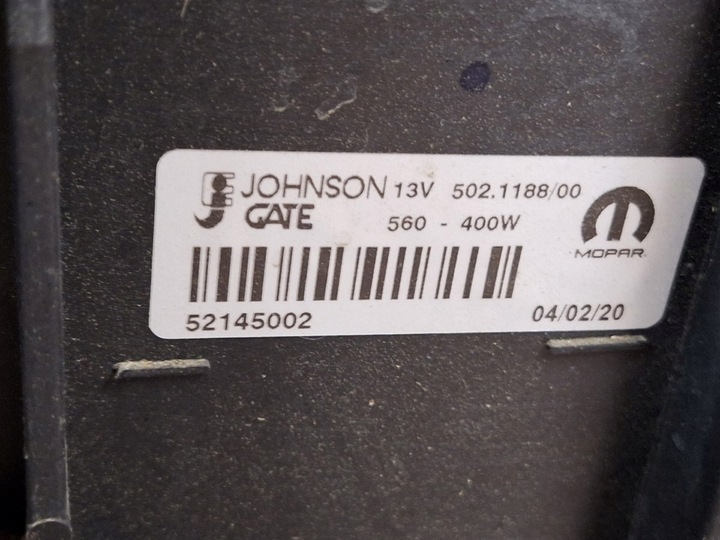 JOHNSON 13V 502.1188/00
GATE 560 - 400W
MOPAR
52145002
04/02/20